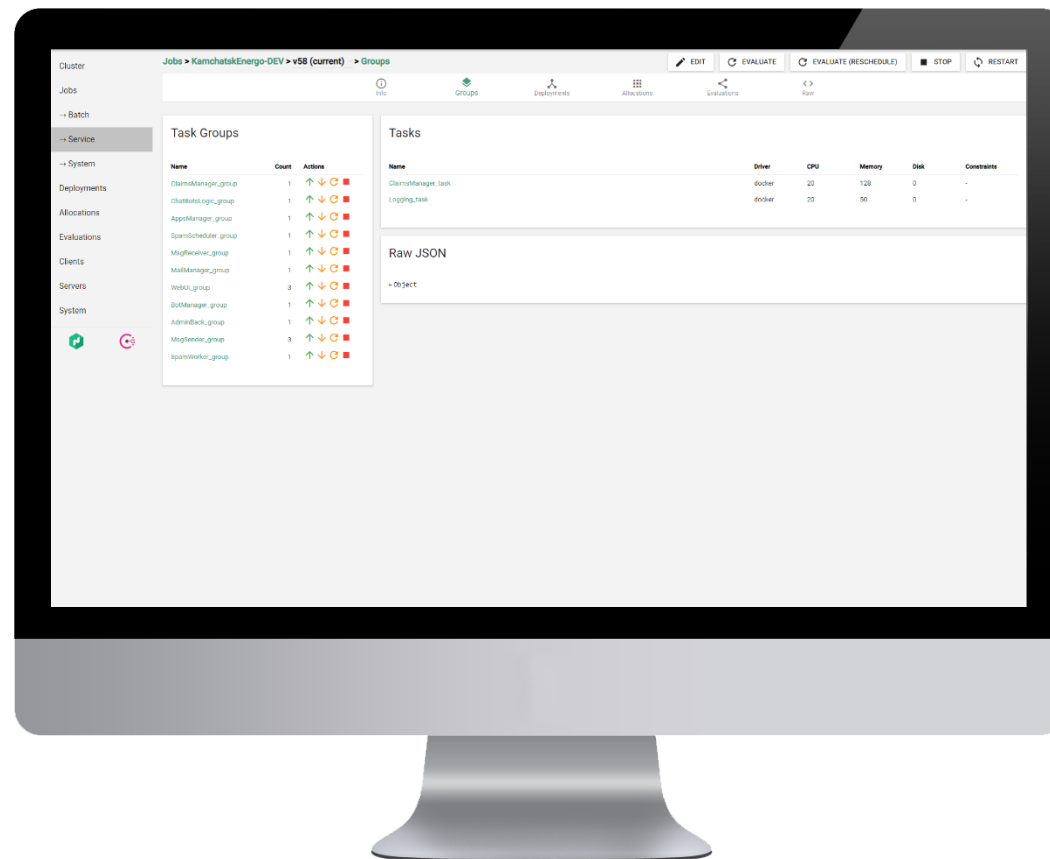 Cluster
Jobs
→ Batch
→ Service
→ System
Deployments
Allocations
Evaluations
Clients
Servers
System
Jobs > KamchatskEnergo-DEV > v58 (current) > Groups
EDIT EVALUATE EVALUATE (RESCHEDULE) STOP RESTART
Info Groups Deployments Allocations Evaluations Raw
Task Groups
Name Count Actions
ClaimsManager_group 1
ChatBotsLogic_group 1
AppsManager_group 1
SpamScheduler_group 1
MsgReceiver_group 1
MailManager_group 1
WebUI_group 3
BotManager_group 1
AdminBack_group 1
MsgSender_group 3
SpamWorker_group 1
Tasks
Name Driver CPU Memory Disk Constraints
ClaimsManager_task docker 20 128 0 -
Logging_task docker 20 50 0 -
Raw JSON
▸ Object